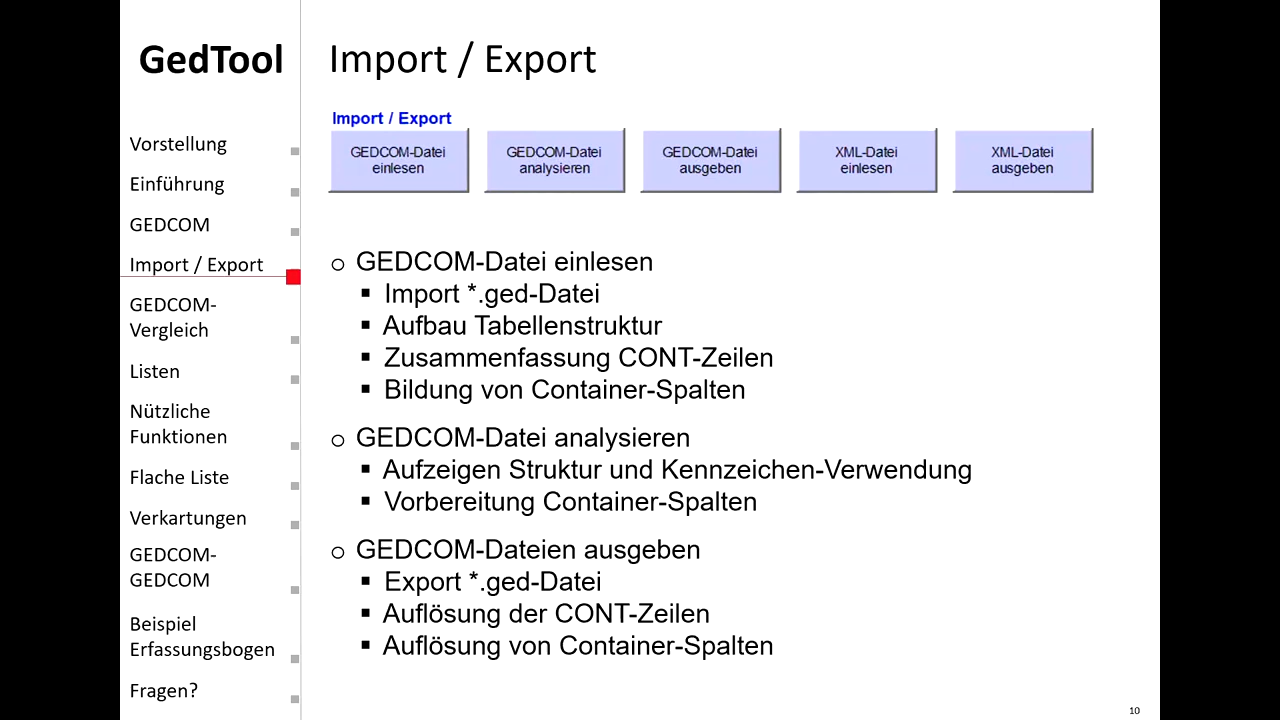 GedTool
Import / Export
Vorstellung
Einführung
GEDCOM
Import / Export
GEDCOM-
Vergleich
Listen
Nützliche
Funktionen
Flache Liste
Verkartungen
GEDCOM-
GEDCOM
Beispiel
Erfassungsbogen
Fragen?
Import / Export
GEDCOM-Datei
einlesen
GEDCOM-Datei
analysieren
GEDCOM-Datei
ausgeben
XML-Datei
einlesen
XML-Datei
ausgeben
GEDCOM-Datei einlesen
Import *.ged-Datei
Aufbau Tabellenstruktur
Zusammenfassung CONT-Zeilen
Bildung von Container-Spalten
GEDCOM-Datei analysieren
Aufzeigen Struktur und Kennzeichen-Verwendung
Vorbereitung Container-Spalten
GEDCOM-Dateien ausgeben
Export *.ged-Datei
Auflösung der CONT-Zeilen
Auflösung von Container-Spalten
10